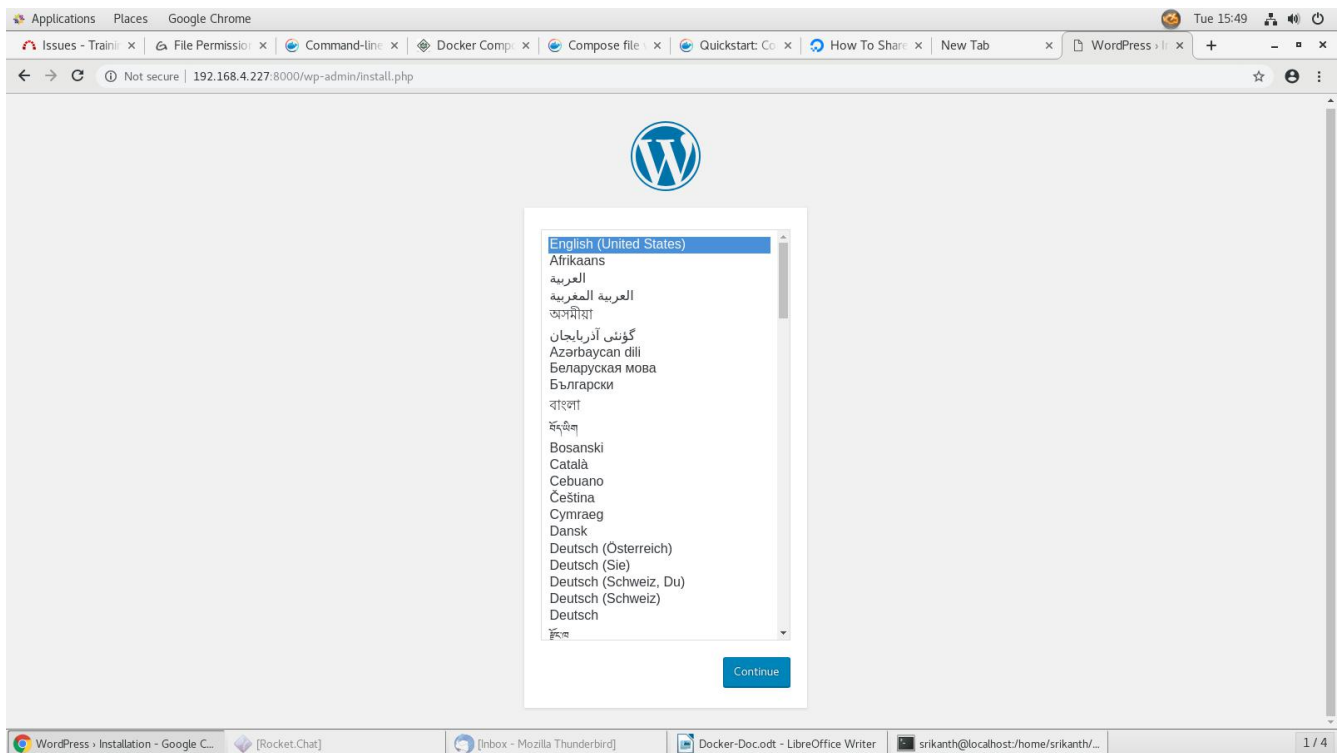 Applications Places Google Chrome Tue 15:49
Issues - Trainin File Permission Command-line Docker Compo Compose file v Quickstart: Co How To Share New Tab WordPress › In
Not secure | 192.168.4.227:8000/wp-admin/install.php
English (United States)
Afrikaans
العربية
العربية المغربية
অসমীয়া
گؤنئی آذربایجان
Azərbaycan dili
Беларуская мова
Български
বাংলা
བོད་ཡིག
Bosanski
Català
Cebuano
Čeština
Cymraeg
Dansk
Deutsch (Österreich)
Deutsch (Sie)
Deutsch (Schweiz, Du)
Deutsch (Schweiz)
Deutsch
རྫོང་ཁ
Continue
WordPress › Installation - Google C... [Rocket.Chat] [Inbox - Mozilla Thunderbird] Docker-Doc.odt - LibreOffice Writer srikanth@localhost:/home/srikanth/... 1 / 4